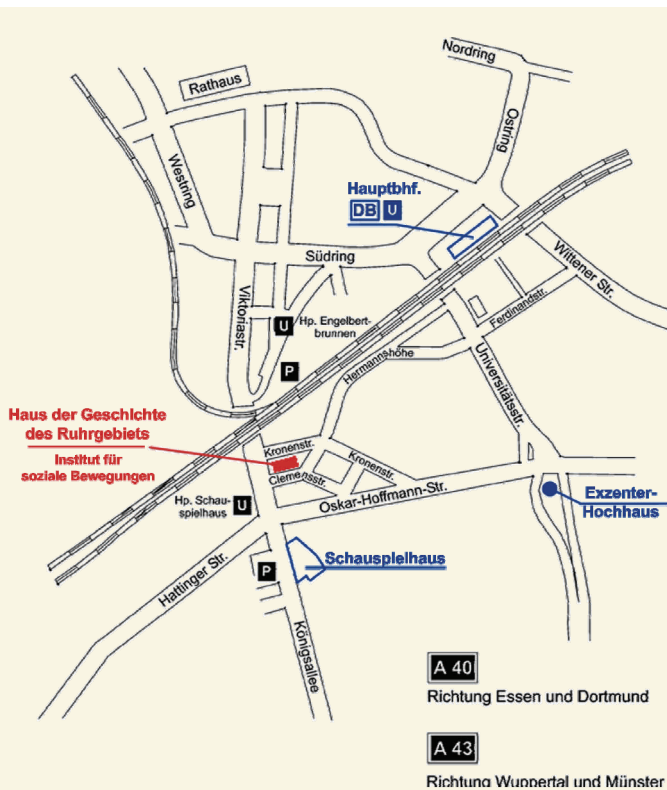 Nordring
Rathaus
Ostring
Westring
Hauptbhf.
DB U
Südring
Wittener Str.
Viktoriastr.
U Hp. Engelbert-
brunnen
Ferdinandstr.
P
Hermannshöhe
Universitätsstr.
Haus der Geschichte
des Ruhrgebiets
Institut für
soziale Bewegungen
Kronenstr.
Kronenstr.
Clemensstr.
Hp. Schau-
spielhaus U
Oskar-Hoffmann-Str.
Exzenter-
Hochhaus
Hattinger Str.
P
Schauspielhaus
Königsallee
A 40
Richtung Essen und Dortmund
A 43
Richtung Wuppertal und Münster